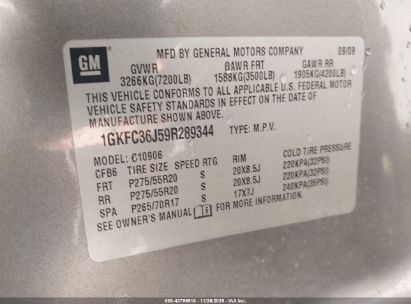 GM
MFD BY GENERAL MOTORS COMPANY 09/09
GVWR GAWR FRT GAWR RR
3266KG(7200LB) 1588KG(3500LB) 1905KG(4200LB)
THIS VEHICLE CONFORMS TO ALL APPLICABLE U.S. FEDERAL MOTOR
VEHICLE SAFETY STANDARDS IN EFFECT ON THE DATE OF
MANUFACTURE SHOWN ABOVE.
1GKFC36J59R289344 TYPE: M.P.V.
MODEL: C10906
CFB6 TIRE SIZE SPEED RTG RIM COLD TIRE PRESSURE
FRT P275/55R20 S 20X8.5J 220KPA(32PSI)
RR P275/55R20 S 20X8.5J 220KPA(32PSI)
SPA P265/70R17 S 17X7J 240KPA(35PSI)
SEE OWNER'S MANUAL FOR MORE INFORMATION.